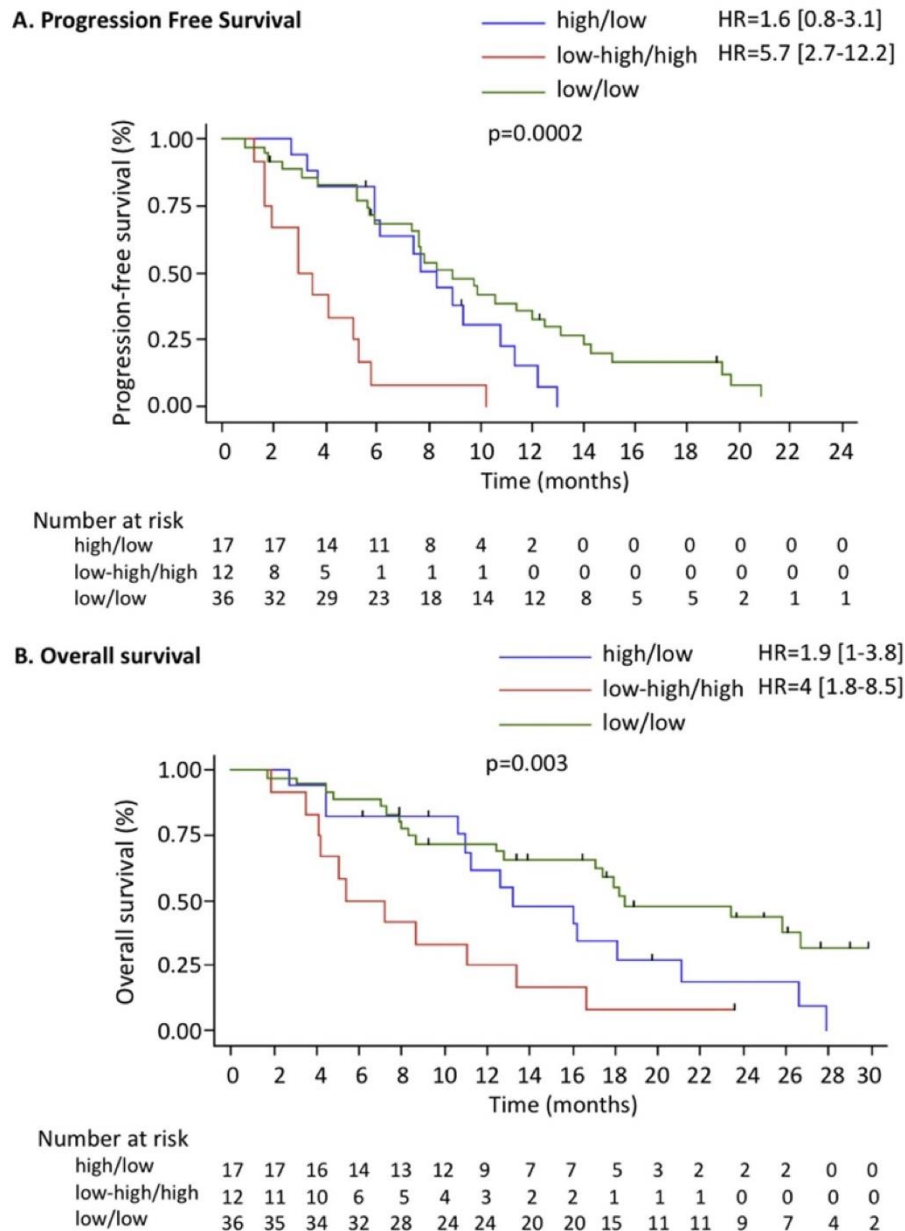 A. Progression Free Survival
high/low HR=1.6 [0.8-3.1]
low-high/high HR=5.7 [2.7-12.2]
low/low
p=0.0002
Progression-free survival (%)
1.00
0.75
0.50
0.25
0.00
0 2 4 6 8 10 12 14 16 18 20 22 24
Time (months)
Number at risk
high/low 17 17 14 11 8 4 2 0 0 0 0 0 0
low-high/high 12 8 5 1 1 1 0 0 0 0 0 0 0
low/low 36 32 29 23 18 14 12 8 5 5 2 1 1
B. Overall survival
high/low HR=1.9 [1-3.8]
low-high/high HR=4 [1.8-8.5]
low/low
p=0.003
Overall survival (%)
1.00
0.75
0.50
0.25
0.00
0 2 4 6 8 10 12 14 16 18 20 22 24 26 28 30
Time (months)
Number at risk
high/low 17 17 16 14 13 12 9 7 7 5 3 2 2 2 0 0
low-high/high 12 11 10 6 5 4 3 2 2 1 1 1 0 0 0 0
low/low 36 35 34 32 28 24 24 20 20 15 11 11 9 7 4 2